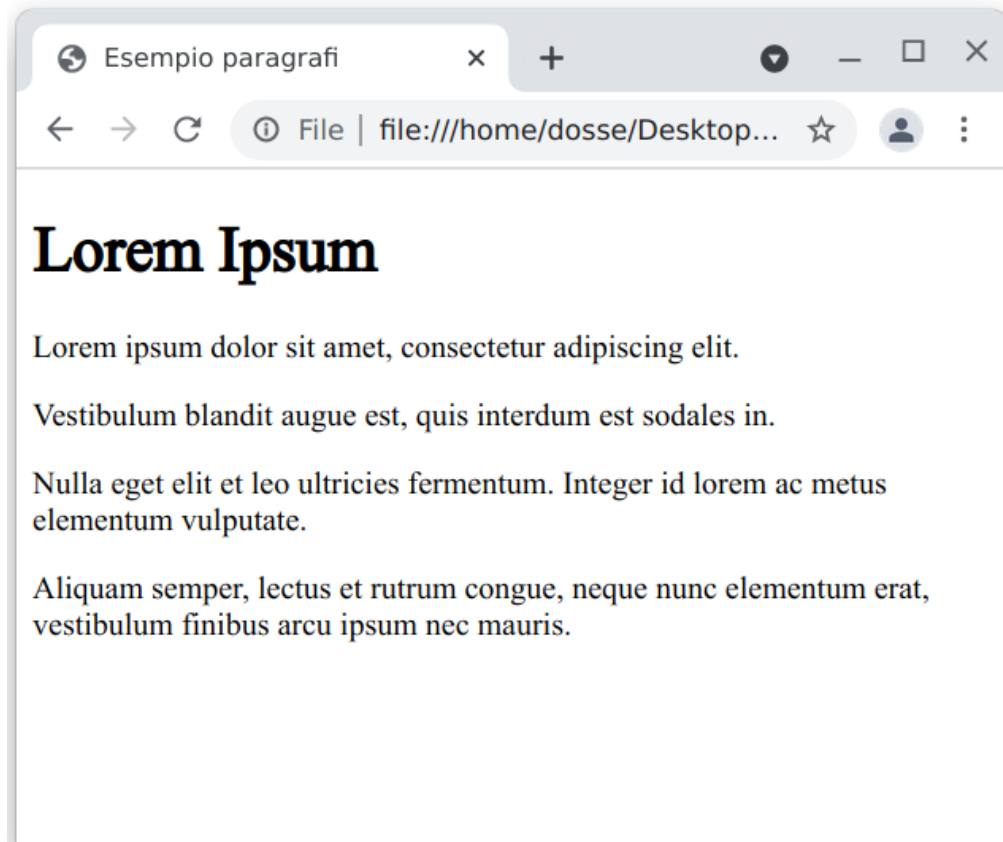 Esempio paragrafi
File | file:///home/dosse/Desktop...
Lorem Ipsum
Lorem ipsum dolor sit amet, consectetur adipiscing elit.
Vestibulum blandit augue est, quis interdum est sodales in.
Nulla eget elit et leo ultricies fermentum. Integer id lorem ac metus
elementum vulputate.
Aliquam semper, lectus et rutrum congue, neque nunc elementum erat,
vestibulum finibus arcu ipsum nec mauris.